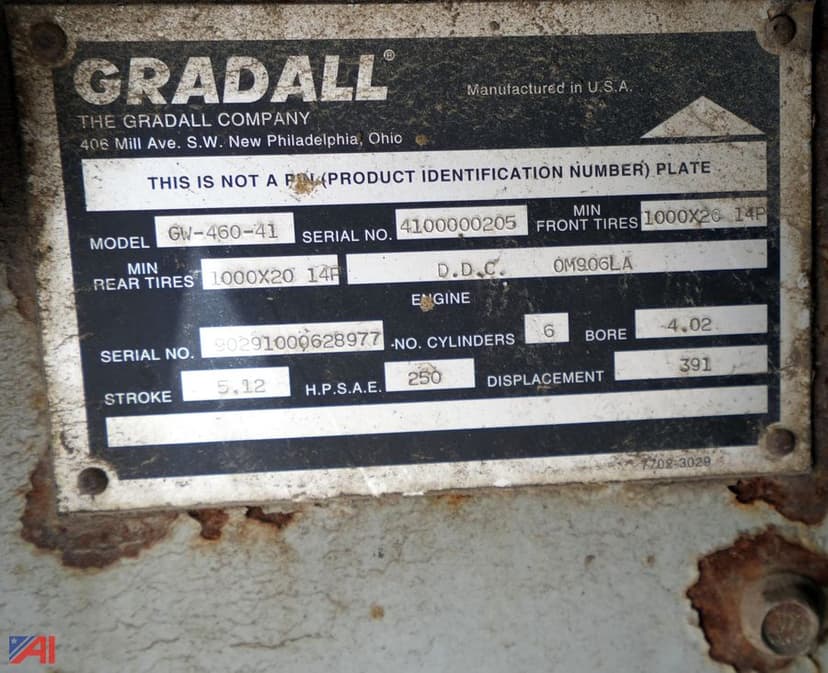 GRADALL®
Manufactured in U.S.A.
THE GRADALL COMPANY
406 Mill Ave. S.W. New Philadelphia, Ohio
THIS IS NOT A PIN (PRODUCT IDENTIFICATION NUMBER) PLATE
MODEL GW-460-41 SERIAL NO. 4100000205 MIN FRONT TIRES 1000X20 14P
MIN REAR TIRES 1000X20 14P D.D.C. OM906LA
ENGINE
SERIAL NO. 90291000628977 NO. CYLINDERS 6 BORE 4.02
STROKE 5.12 H.P.S.A.E. 250 DISPLACEMENT 391
7702-3029
AI